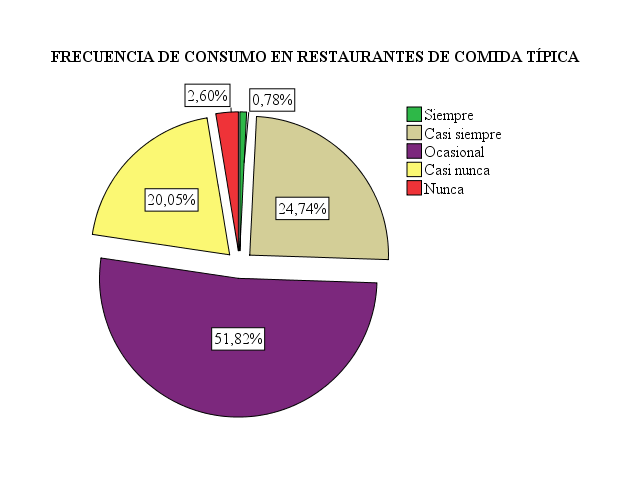 FRECUENCIA DE CONSUMO EN RESTAURANTES DE COMIDA TÍPICA
2,60%
0,78%
Siempre
Casi siempre
Ocasional
Casi nunca
Nunca
20,05%
24,74%
51,82%